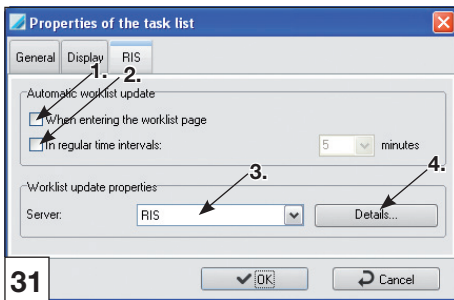 Properties of the task list
General Display RIS
1. 2.
Automatic worklist update
When entering the worklist page
In regular time intervals: 5 minutes
3. 4.
Worklist update properties
Server: RIS Details...
31 OK Cancel